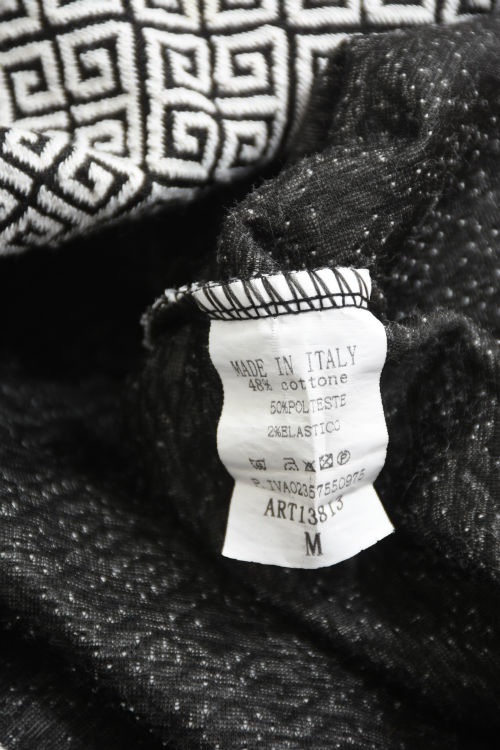 MADE IN ITALY
48% cottone
50%POLTESTE
2%ELASTICO
P.IVA02357550975
ART13813
M